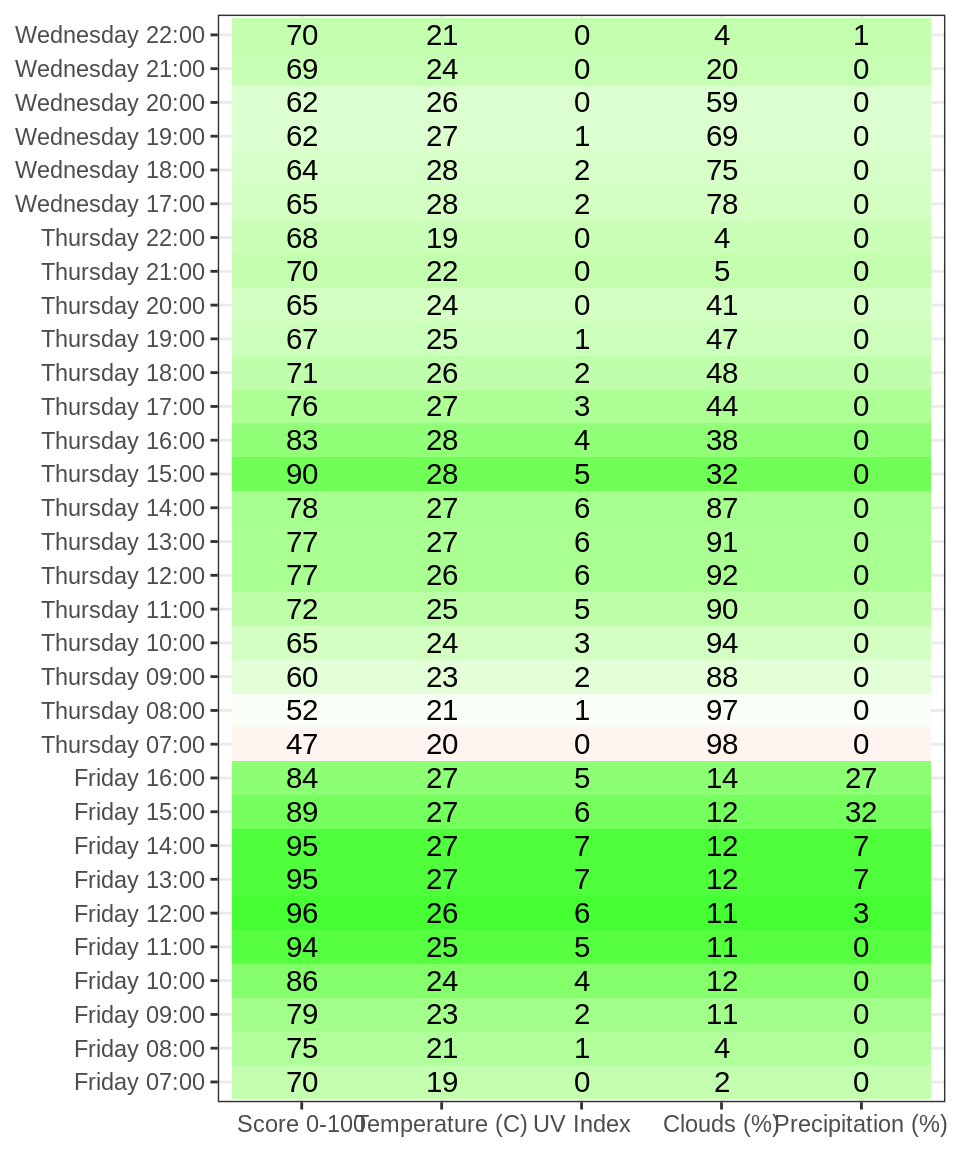 Wednesday 22:00 70 21 0 4 1
Wednesday 21:00 69 24 0 20 0
Wednesday 20:00 62 26 0 59 0
Wednesday 19:00 62 27 1 69 0
Wednesday 18:00 64 28 2 75 0
Wednesday 17:00 65 28 2 78 0
Thursday 22:00 68 19 0 4 0
Thursday 21:00 70 22 0 5 0
Thursday 20:00 65 24 0 41 0
Thursday 19:00 67 25 1 47 0
Thursday 18:00 71 26 2 48 0
Thursday 17:00 76 27 3 44 0
Thursday 16:00 83 28 4 38 0
Thursday 15:00 90 28 5 32 0
Thursday 14:00 78 27 6 87 0
Thursday 13:00 77 27 6 91 0
Thursday 12:00 77 26 6 92 0
Thursday 11:00 72 25 5 90 0
Thursday 10:00 65 24 3 94 0
Thursday 09:00 60 23 2 88 0
Thursday 08:00 52 21 1 97 0
Thursday 07:00 47 20 0 98 0
Friday 16:00 84 27 5 14 27
Friday 15:00 89 27 6 12 32
Friday 14:00 95 27 7 12 7
Friday 13:00 95 27 7 12 7
Friday 12:00 96 26 6 11 3
Friday 11:00 94 25 5 11 0
Friday 10:00 86 24 4 12 0
Friday 09:00 79 23 2 11 0
Friday 08:00 75 21 1 4 0
Friday 07:00 70 19 0 2 0
Score 0-100 Temperature (C) UV Index Clouds (%) Precipitation (%)